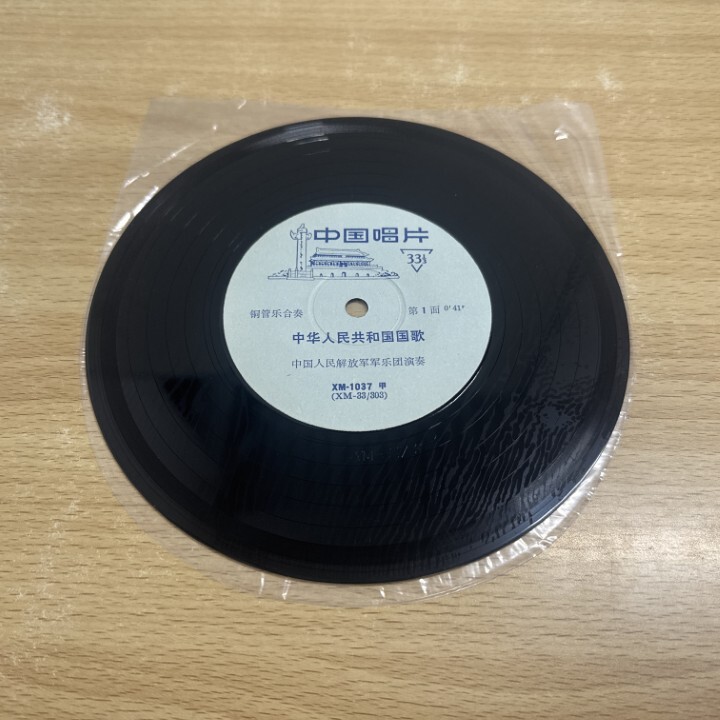 中国唱片
33⅓
铜管乐合奏 第1面 0′41″
中华人民共和国国歌
中国人民解放军军乐团演奏
XM-1037 甲
(XM-33/303)